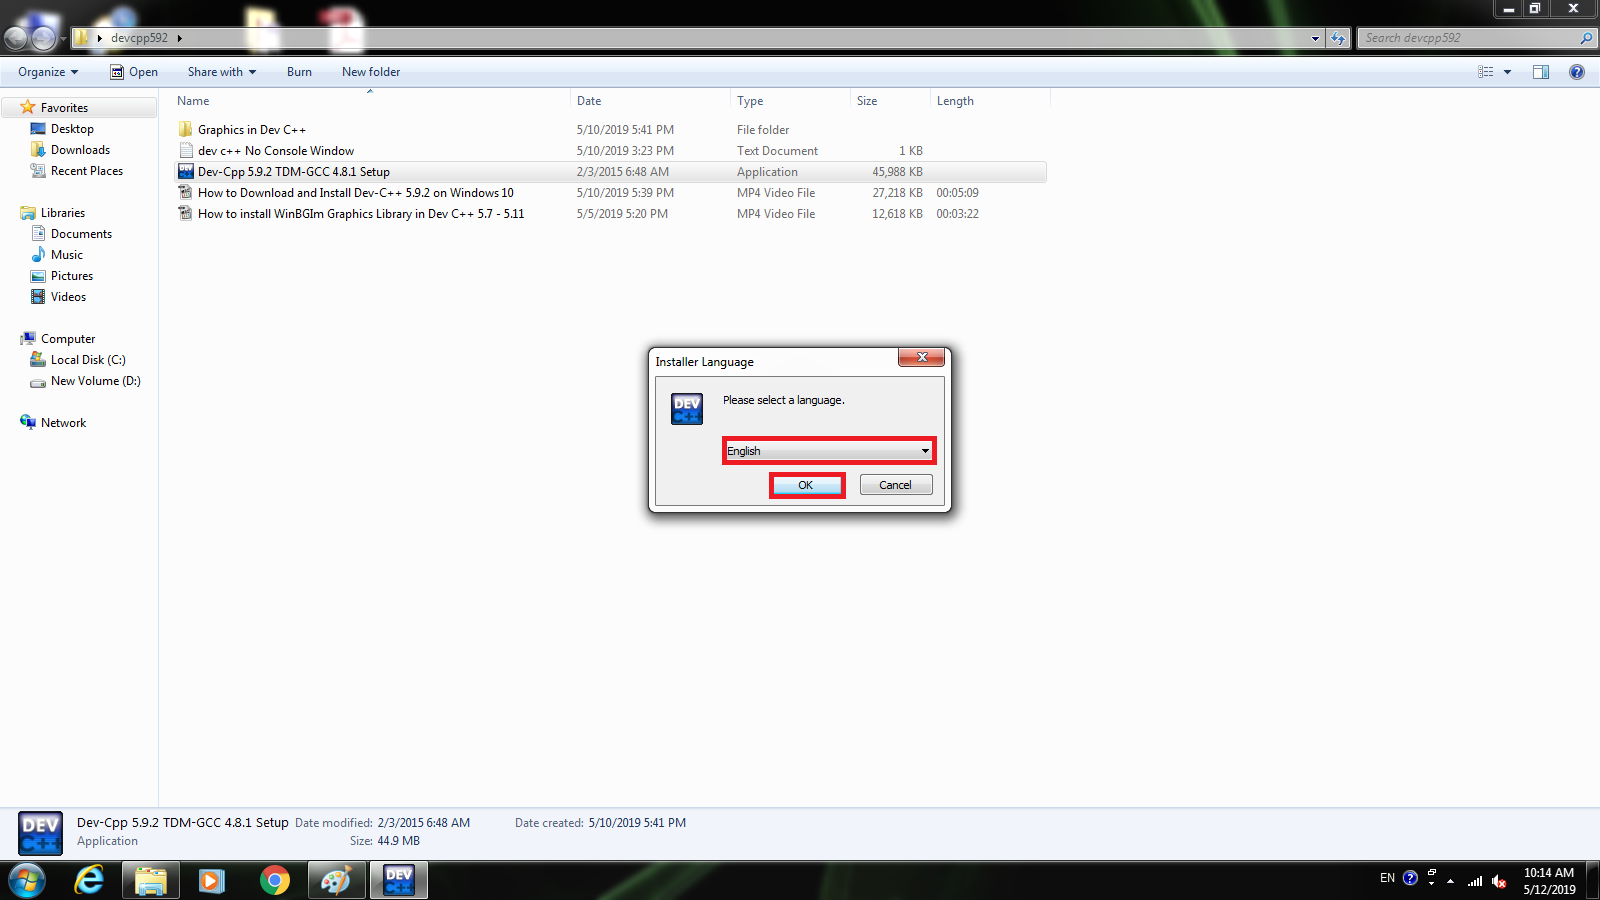 devcpp592
Search devcpp592
Organize Open Share with Burn New folder
Name Date Type Size Length
Favorites
Desktop
Downloads
Recent Places
Libraries
Documents
Music
Pictures
Videos
Computer
Local Disk (C:)
New Volume (D:)
Network
Graphics in Dev C++ 5/10/2019 5:41 PM File folder
dev c++ No Console Window 5/10/2019 3:23 PM Text Document 1 KB
Dev-Cpp 5.9.2 TDM-GCC 4.8.1 Setup 2/3/2015 6:48 AM Application 45,988 KB
How to Download and Install Dev-C++ 5.9.2 on Windows 10 5/10/2019 5:39 PM MP4 Video File 27,218 KB 00:05:09
How to install WinBGIm Graphics Library in Dev C++ 5.7 - 5.11 5/5/2019 5:20 PM MP4 Video File 12,618 KB 00:03:22
Installer Language
DEV
C++
Please select a language.
English
OK Cancel
DEV
C++
Dev-Cpp 5.9.2 TDM-GCC 4.8.1 Setup Date modified: 2/3/2015 6:48 AM Date created: 5/10/2019 5:41 PM
Application Size: 44.9 MB
DEV
C++
EN
10:14 AM
5/12/2019